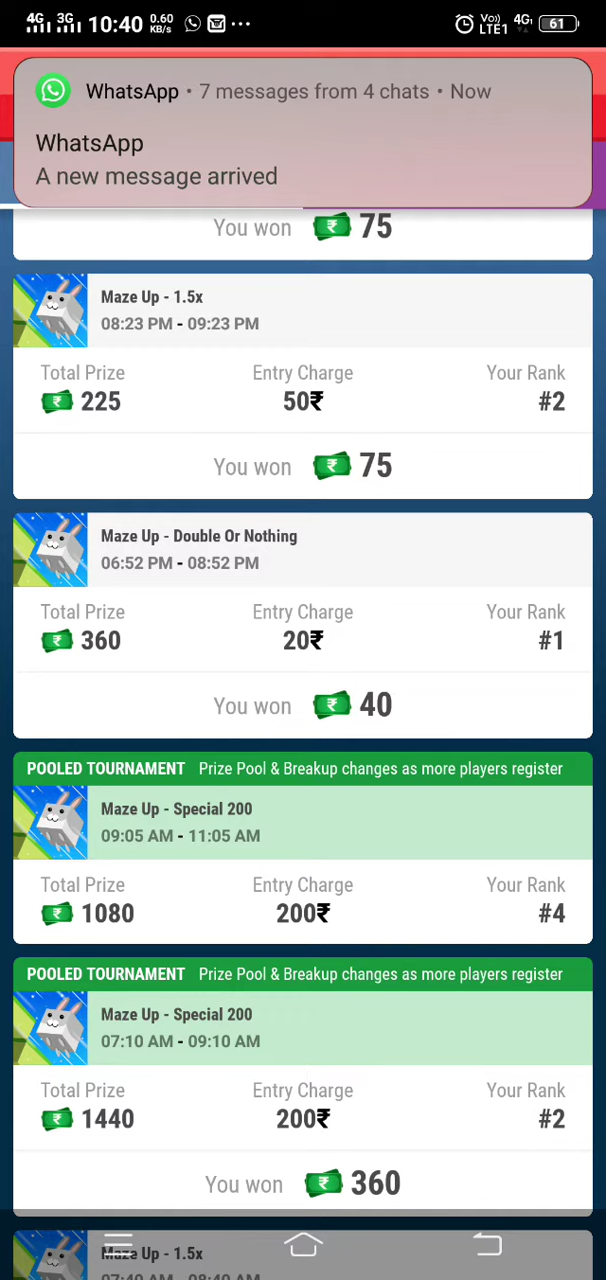 4G 3G 10:40 0.60 KB/s ... Vo)) LTE1 4G 61
WhatsApp • 7 messages from 4 chats • Now
WhatsApp
A new message arrived
You won ₹ 75
Maze Up - 1.5x
08:23 PM - 09:23 PM
Total Prize Entry Charge Your Rank
₹ 225 50₹ #2
You won ₹ 75
Maze Up - Double Or Nothing
06:52 PM - 08:52 PM
Total Prize Entry Charge Your Rank
₹ 360 20₹ #1
You won ₹ 40
POOLED TOURNAMENT Prize Pool & Breakup changes as more players register
Maze Up - Special 200
09:05 AM - 11:05 AM
Total Prize Entry Charge Your Rank
₹ 1080 200₹ #4
POOLED TOURNAMENT Prize Pool & Breakup changes as more players register
Maze Up - Special 200
07:10 AM - 09:10 AM
Total Prize Entry Charge Your Rank
₹ 1440 200₹ #2
You won ₹ 360
Maze Up - 1.5x
07:40 AM - 08:40 AM